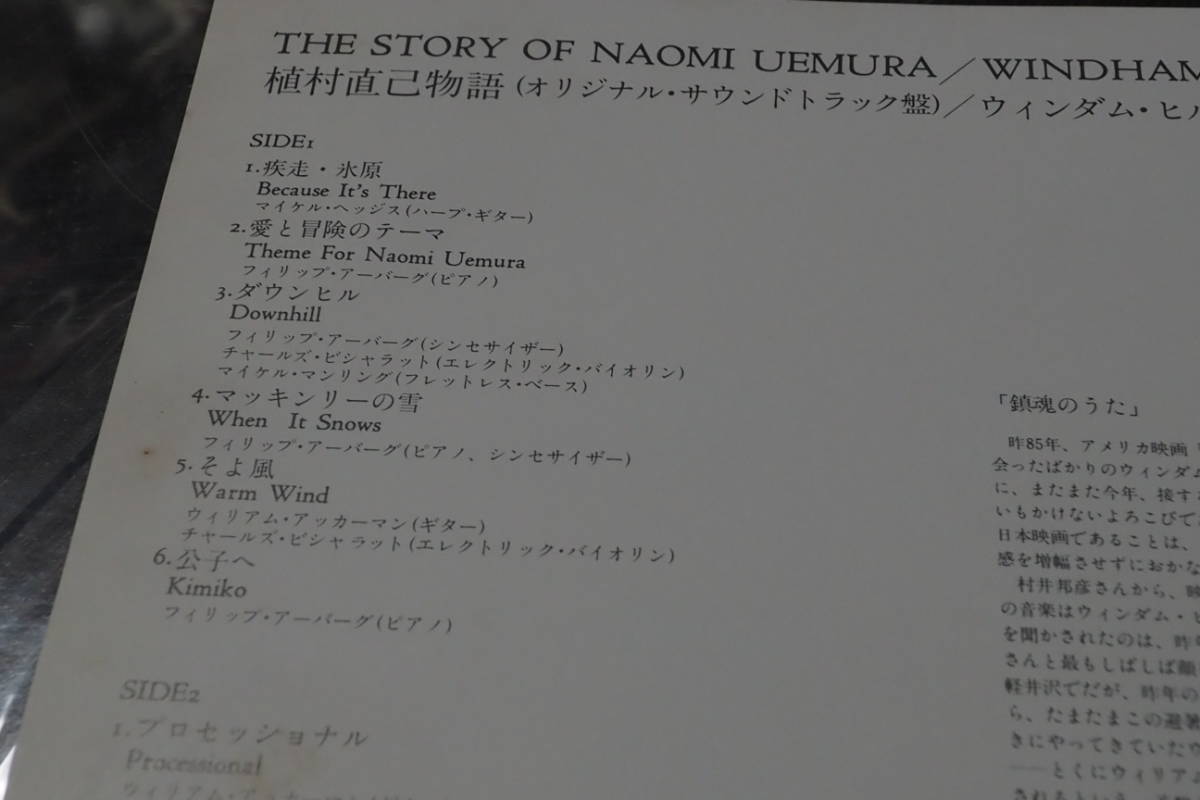 THE STORY OF NAOMI UEMURA／WINDHAM
植村直己物語 (オリジナル・サウンドトラック盤)／ウィンダム・ヒル
SIDE1
1.疾走・氷原
Because It's There
マイケル・ヘッジス(ハープ・ギター)
2.愛と冒険のテーマ
Theme For Naomi Uemura
フィリップ・アーバーグ(ピアノ)
3.ダウンヒル
Downhill
フィリップ・アーバーグ(シンセサイザー)
チャールズ・ビシャラット(エレクトリック・バイオリン)
マイケル・マンリング(フレットレス・ベース)
4.マッキンリーの雪
When It Snows
フィリップ・アーバーグ(ピアノ、シンセサイザー)
5.そよ風
Warm Wind
ウィリアム・アッカーマン(ギター)
チャールズ・ビシャラット(エレクトリック・バイオリン)
6.公子へ
Kimiko
フィリップ・アーバーグ(ピアノ)
SIDE2
1.プロセッショナル
Processional
「鎮魂のうた」
昨85年、アメリカ映画
会ったばかりのウィンダム
に、またまた今年、接す
いもかけないよろこびで
日本映画であることは、
感を増幅させずにおかな
村井邦彦さんから、映
の音楽はウィンダム・ヒ
を聞かされたのは、昨年
さんと最もしばしば顔
軽井沢でだが、昨年の
ら、たまたまこの避暑
きにやってきていたウ
――とくにウィリアム